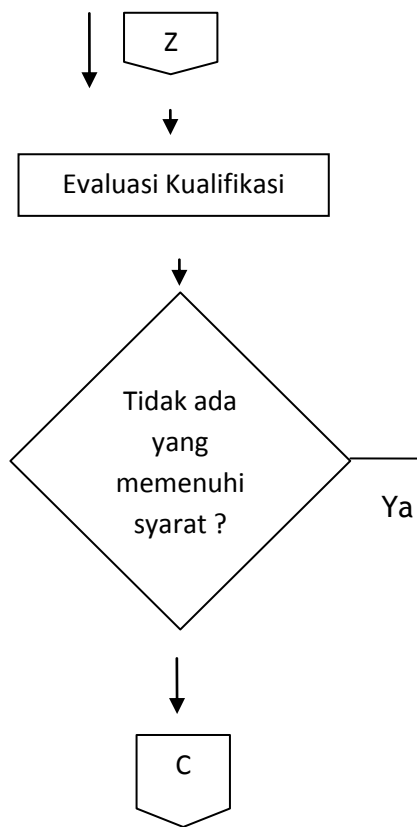 Z
Evaluasi Kualifikasi
Tidak ada
yang
memenuhi
syarat ?
Ya
C